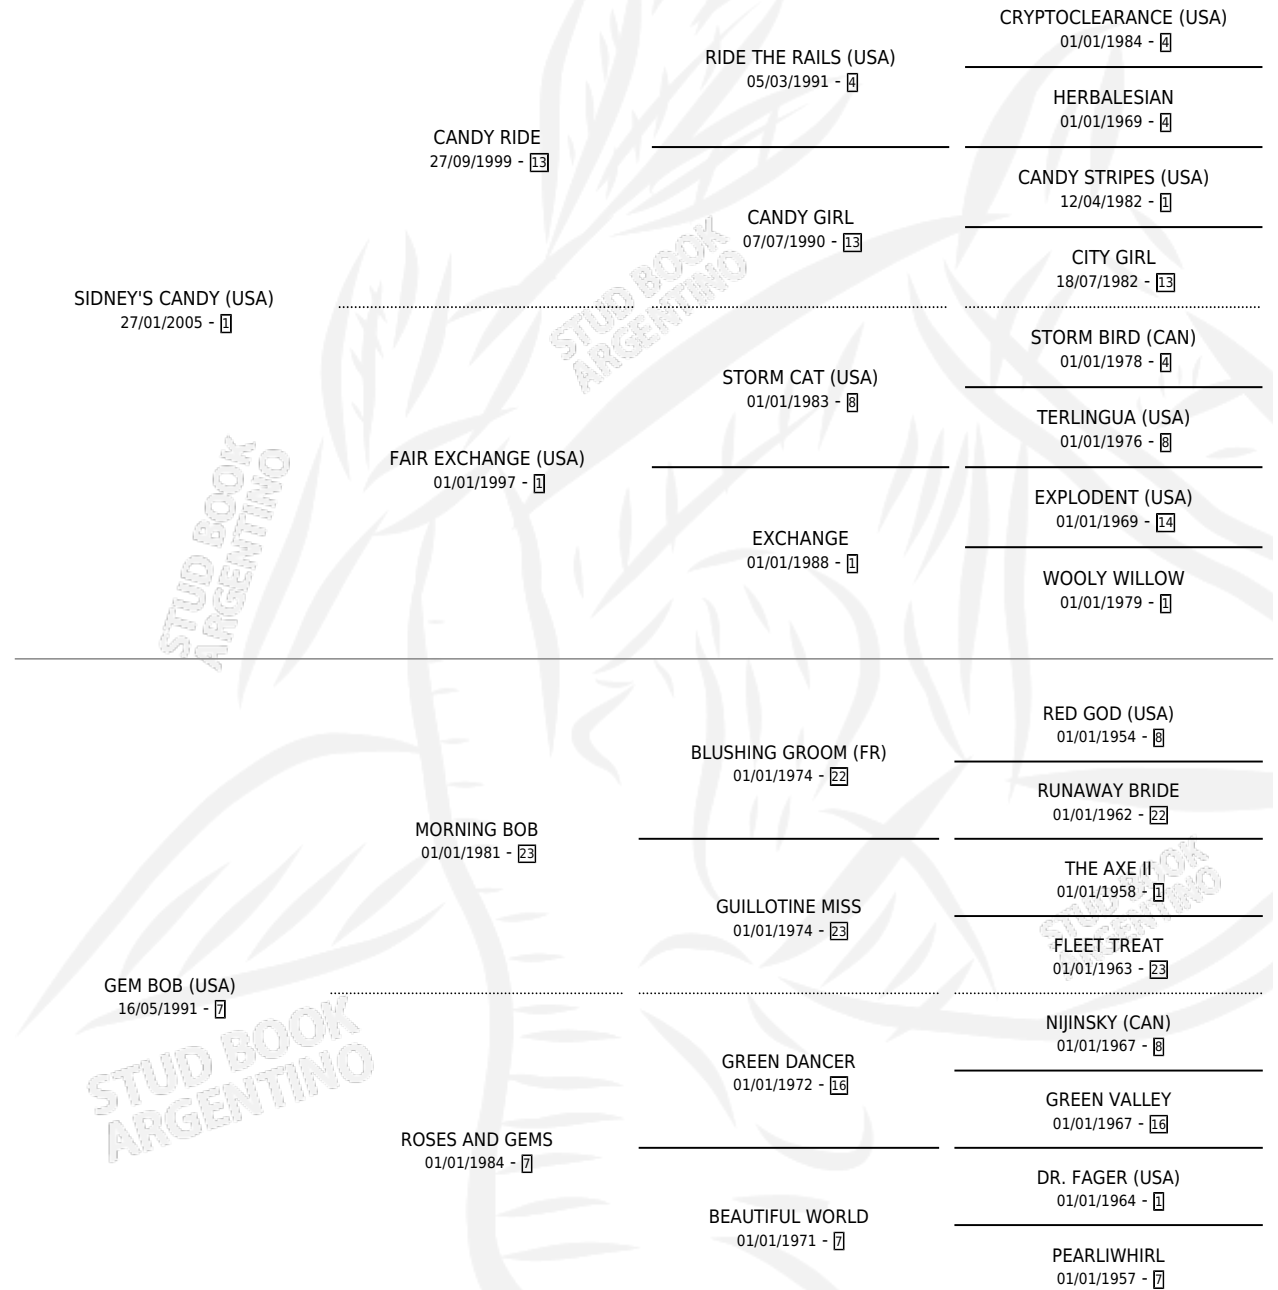 CRYPTOCLEARANCE (USA)
01/01/1984 - 4
RIDE THE RAILS (USA)
05/03/1991 - 4
HERBALESIAN
01/01/1969 - 4
CANDY RIDE
27/09/1999 - 13
CANDY STRIPES (USA)
12/04/1982 - 1
CANDY GIRL
07/07/1990 - 13
CITY GIRL
18/07/1982 - 13
SIDNEY'S CANDY (USA)
27/01/2005 - 1
STORM BIRD (CAN)
01/01/1978 - 4
STORM CAT (USA)
01/01/1983 - 8
TERLINGUA (USA)
01/01/1976 - 8
FAIR EXCHANGE (USA)
01/01/1997 - 1
EXPLODENT (USA)
01/01/1969 - 14
EXCHANGE
01/01/1988 - 1
WOOLY WILLOW
01/01/1979 - 1
RED GOD (USA)
01/01/1954 - 8
BLUSHING GROOM (FR)
01/01/1974 - 22
RUNAWAY BRIDE
01/01/1962 - 22
MORNING BOB
01/01/1981 - 23
THE AXE II
01/01/1958 - 1
GUILLOTINE MISS
01/01/1974 - 23
FLEET TREAT
01/01/1963 - 23
GEM BOB (USA)
16/05/1991 - 7
NIJINSKY (CAN)
01/01/1967 - 8
GREEN DANCER
01/01/1972 - 16
GREEN VALLEY
01/01/1967 - 16
ROSES AND GEMS
01/01/1984 - 7
DR. FAGER (USA)
01/01/1964 - 1
BEAUTIFUL WORLD
01/01/1971 - 7
PEARLIWHIRL
01/01/1957 - 7
STUD BOOK
ARGENTINO
STUD BOOK
ARGENTINO
STUD BOOK
ARGENTINO
STUD BOOK
ARGENTINO